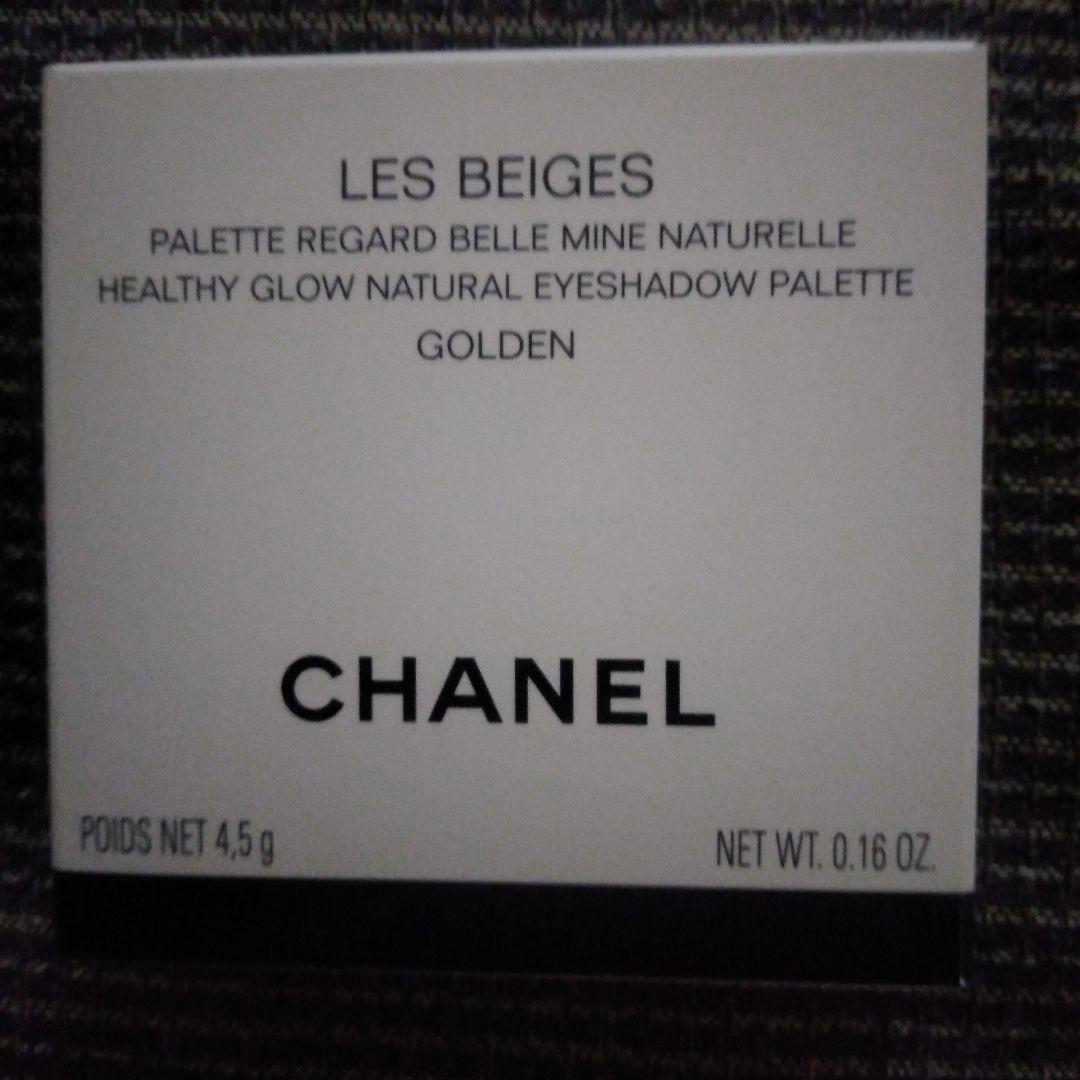 LES BEIGES
PALETTE REGARD BELLE MINE NATURELLE
HEALTHY GLOW NATURAL EYESHADOW PALETTE
GOLDEN
CHANEL
POIDS NET 4,5 g
NET WT. 0.16 OZ.